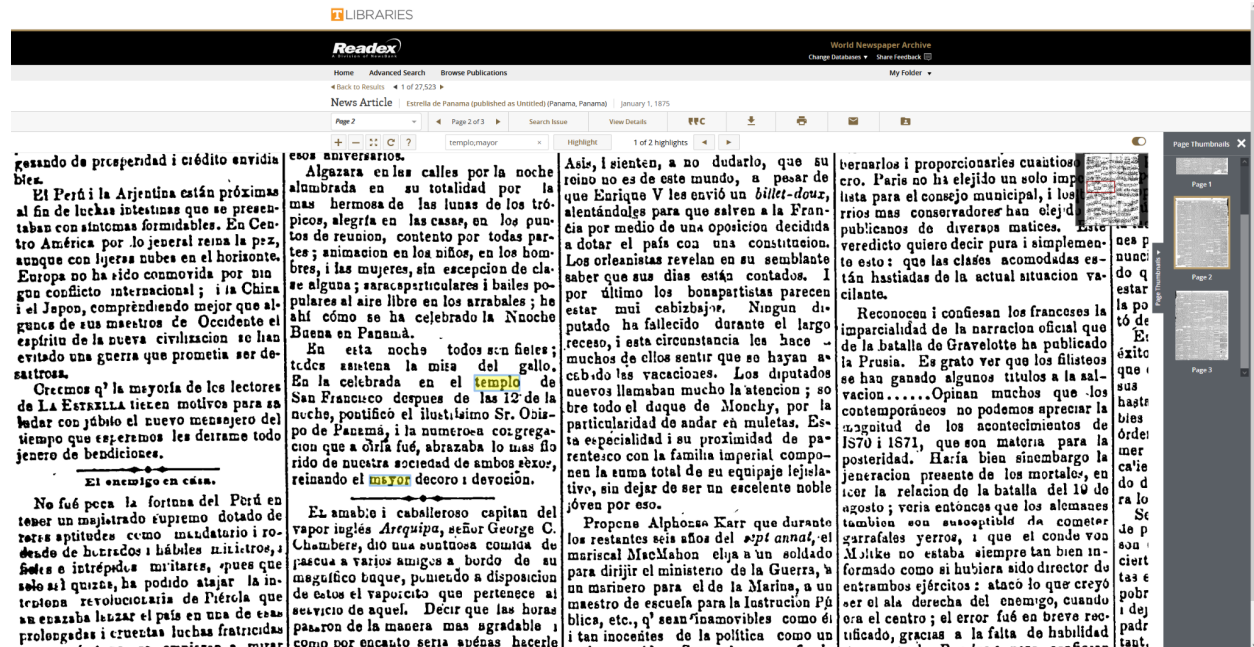 T LIBRARIES
Readex
A Division of NewsBank
World Newspaper Archive
Change Databases ▼ Share Feedback
Home Advanced Search Browse Publications
My Folder ▼
◀ Back to Results ◀ 1 of 27,523 ▶
News Article Estrella de Panama (published as Untitled) (Panama, Panama) January 1, 1875
Page 2 ◀ Page 2 of 3 ▶ Search Issue View Details
+ − ? templo,mayor × Highlight 1 of 2 highlights ◀ ▶
Page Thumbnails ✕
Page 1
Page 2
Page 3
Page Thumbnails
gozando de prosperidad i crédito envidia
bles.
El Perú i la Arjentina están próximas
al fin de luchas intestinas que se presen-
taban con síntomas formidables. En Cen-
tro América por lo jeneral reina la paz,
aunque con lijeras nubes en el horizonte.
Europa no ha sido conmovida por nin
gun conflicto internacional ; i la China
i el Japon, comprendiendo mejor que al-
gunos de sus maestros de Occidente el
espíritu de la nueva civilizacion se han
evitado una guerra que prometia ser de-
sastrosa.
Creemos q' la mayoría de los lectores
de LA ESTRELLA tienen motivos para sa
ludar con júbilo el nuevo mensajero del
tiempo que esperemos les derrame todo
jenero de bendiciones.
El enemigo en casa.
No fué poca la fortuna del Perú en
tener un majistrado supremo dotado de
aptitudes como mandatario i ro-
deado de honrados i hábiles ministros,
fieles e intrépidos militares, pues que
solo así quizás, ha podido atajar la in-
tentona revolucionaria de Piérola que
amenazaba lanzar el país en una de esas
prolongadas i cruentas luchas fratricidas
esos aniversarios.
Algazara en las calles por la noche
alumbrada en su totalidad por la
mas hermosa de las lunas de los tró-
picos, alegría en las casas, en los pun-
tos de reunion, contento por todas par-
tes ; animacion en los niños, en los hom-
bres, i las mujeres, sin escepcion de cla-
se alguna ; saraos particulares i bailes po-
pulares al aire libre en los arrabales ; he
ahí cómo se ha celebrado la Nnoche
Buena en Panamá.
En esta noche todos son fieles ;
todos asistena la misa del gallo.
En la celebrada en el templo de
San Francisco despues de las 12 de la
noche, pontificó el ilustrísimo Sr. Obis-
po de Panamá, i la numerosa congrega-
cion que a oirla fué, abrazaba lo mas flo
rido de nuestra sociedad de ambos sexos,
reinando el mayor decoro i devoción.
EL amable i caballeroso capitan del
vapor inglés Arequipa, señor George C.
Chambers, dió una suntuosa comida de
pascua a varios amigos a bordo de su
magnífico buque, poniendo a disposicion
de estos el vaporcito que pertenece al
servicio de aquel. Decir que las horas
pasaron de la manera mas agradable i
como por encanto seria apénas hacerle
Asis, i sienten, a no dudarlo, que su
reino no es de este mundo, a pesar de
que Enrique V les envió un billet-doux,
alentándoles para que salven a la Fran-
cia por medio de una oposicion decidida
a dotar el país con una constitucion.
Los orleanistas revelan en su semblante
saber que sus dias están contados. I
por último los bonapartistas parecen
estar mui cabizbajos. Ningun di-
putado ha fallecido durante el largo
receso, i esta circunstancia les hace
muchos de ellos sentir que se hayan a-
cabado las vacaciones. Los diputados
nuevos llamaban mucho la atencion ; so
bre todo el duque de Monchy, por la
particularidad de andar en muletas. Es-
ta especialidad i su proximidad de pa-
rentesco con la familia imperial compo-
nen la suma total de su equipaje lejisla-
tivo, sin dejar de ser un escelente noble
jóven por eso.
Propone Alphonse Karr que durante
los restantes seis años del sept annat, el
mariscal MacMahon elija a un soldado
para dirijir el ministerio de la Guerra, a
un marinero para el de la Marina, a un
maestro de escuela para la Instrucion Pú
blica, etc., q' sean inamovibles como él
i tan inocentes de la política como un
bernarlos i proporcionarles cuantioso
cro. Paris no ha elejido un solo
lista para el consejo municipal, i los
rrios mas conservadores han
publicanos de diversos matices. Este
veredicto quiero decir pura i simplemen-
te esto : que las clases acomodadas es-
tán hastiadas de la actual situacion va-
cilante.
Reconocen i confiesan los franceses la
imparcialidad de la narracion oficial que
de la batalla de Gravelotte ha publicado
la Prusia. Es grato ver que los filisteos
se han ganado algunos títulos a la sal-
vacion......Opinan muchos que los
contemporáneos no podemos apreciar la
magnitud de los acontecimientos de
1870 i 1871, que son materia para la
posteridad. Haría bien sinembargo la
jeneracion presente de los mortales, en
leer la relacion de la batalla del 19 de
agosto ; vería entónces que los alemanes
tambien son susceptible de cometer
garrafales yerros, i que el conde von
Moltke no estaba siempre tan bien in-
formado como si hubiera sido director de
entrambos ejércitos : atacó lo que creyó
ser el ala derecha del enemigo, cuando
era el centro ; el error fué en breve rec-
tificado, gracias a la falta de habilidad